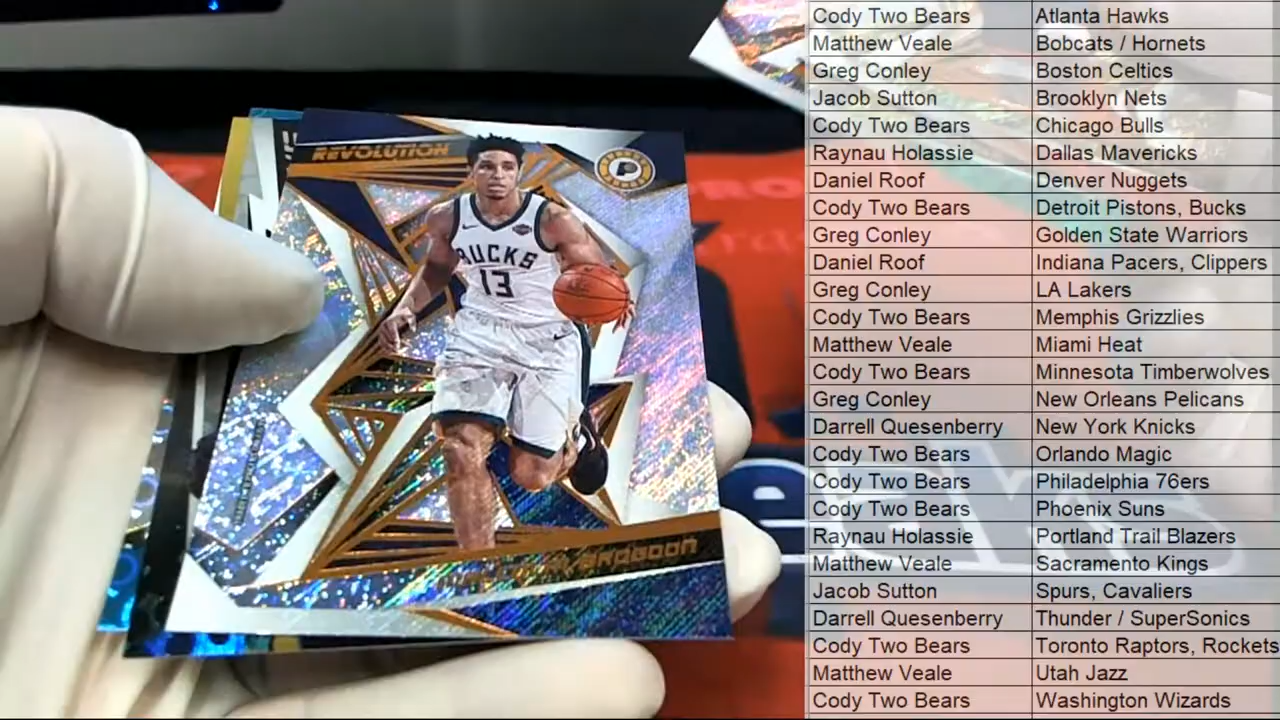 REVOLUTION
BUCKS
13
BROGDON
Cody Two Bears Atlanta Hawks
Matthew Veale Bobcats / Hornets
Greg Conley Boston Celtics
Jacob Sutton Brooklyn Nets
Cody Two Bears Chicago Bulls
Raynau Holassie Dallas Mavericks
Daniel Roof Denver Nuggets
Cody Two Bears Detroit Pistons, Bucks
Greg Conley Golden State Warriors
Daniel Roof Indiana Pacers, Clippers
Greg Conley LA Lakers
Cody Two Bears Memphis Grizzlies
Matthew Veale Miami Heat
Cody Two Bears Minnesota Timberwolves
Greg Conley New Orleans Pelicans
Darrell Quesenberry New York Knicks
Cody Two Bears Orlando Magic
Cody Two Bears Philadelphia 76ers
Cody Two Bears Phoenix Suns
Raynau Holassie Portland Trail Blazers
Matthew Veale Sacramento Kings
Jacob Sutton Spurs, Cavaliers
Darrell Quesenberry Thunder / SuperSonics
Cody Two Bears Toronto Raptors, Rockets
Matthew Veale Utah Jazz
Cody Two Bears Washington Wizards